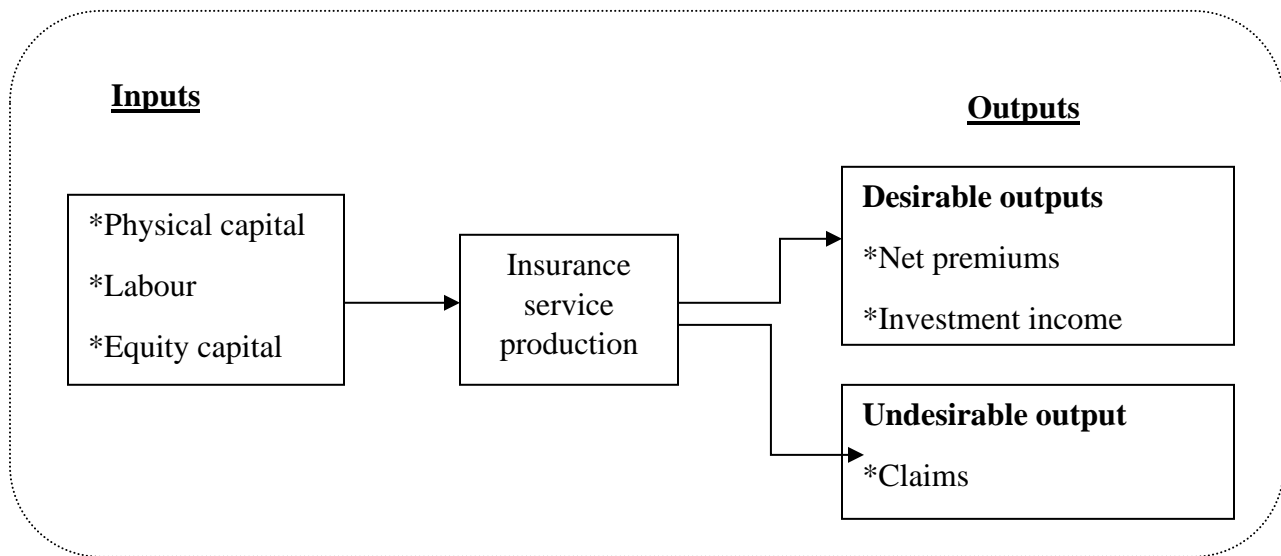 Inputs
*Physical capital
*Labour
*Equity capital
Insurance
service
production
Outputs
Desirable outputs
*Net premiums
*Investment income
Undesirable output
*Claims